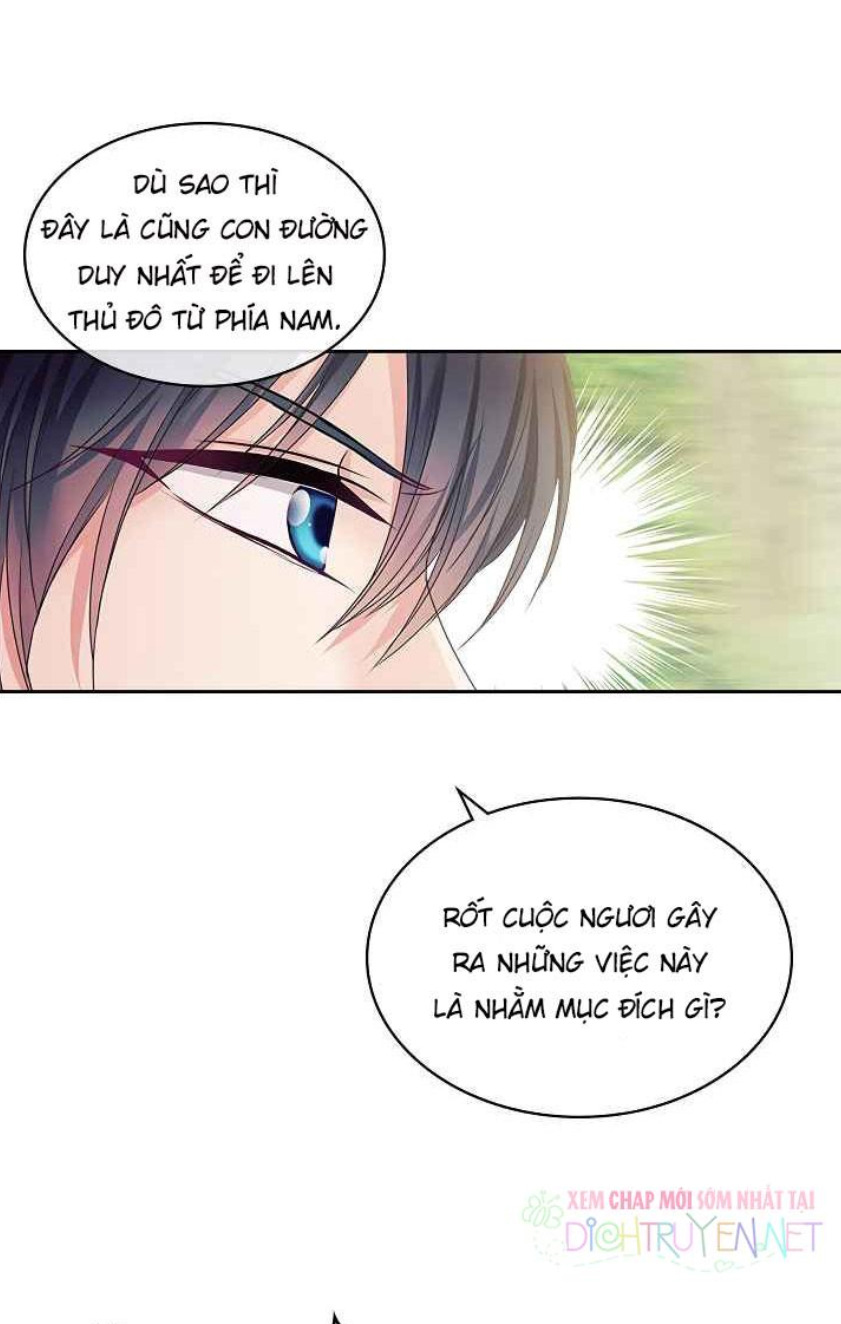 DÙ SAO THÌ
ĐÂY LÀ CŨNG CON ĐƯỜNG
DUY NHẤT ĐỂ ĐI LÊN
THỦ ĐÔ TỪ PHÍA NAM.
RỐT CUỘC NGƯƠI GÂY
RA NHỮNG VIỆC NÀY
LÀ NHẰM MỤC ĐÍCH GÌ?
XEM CHAP MỚI SỚM NHẤT TẠI
DICHTRUYEN.NET